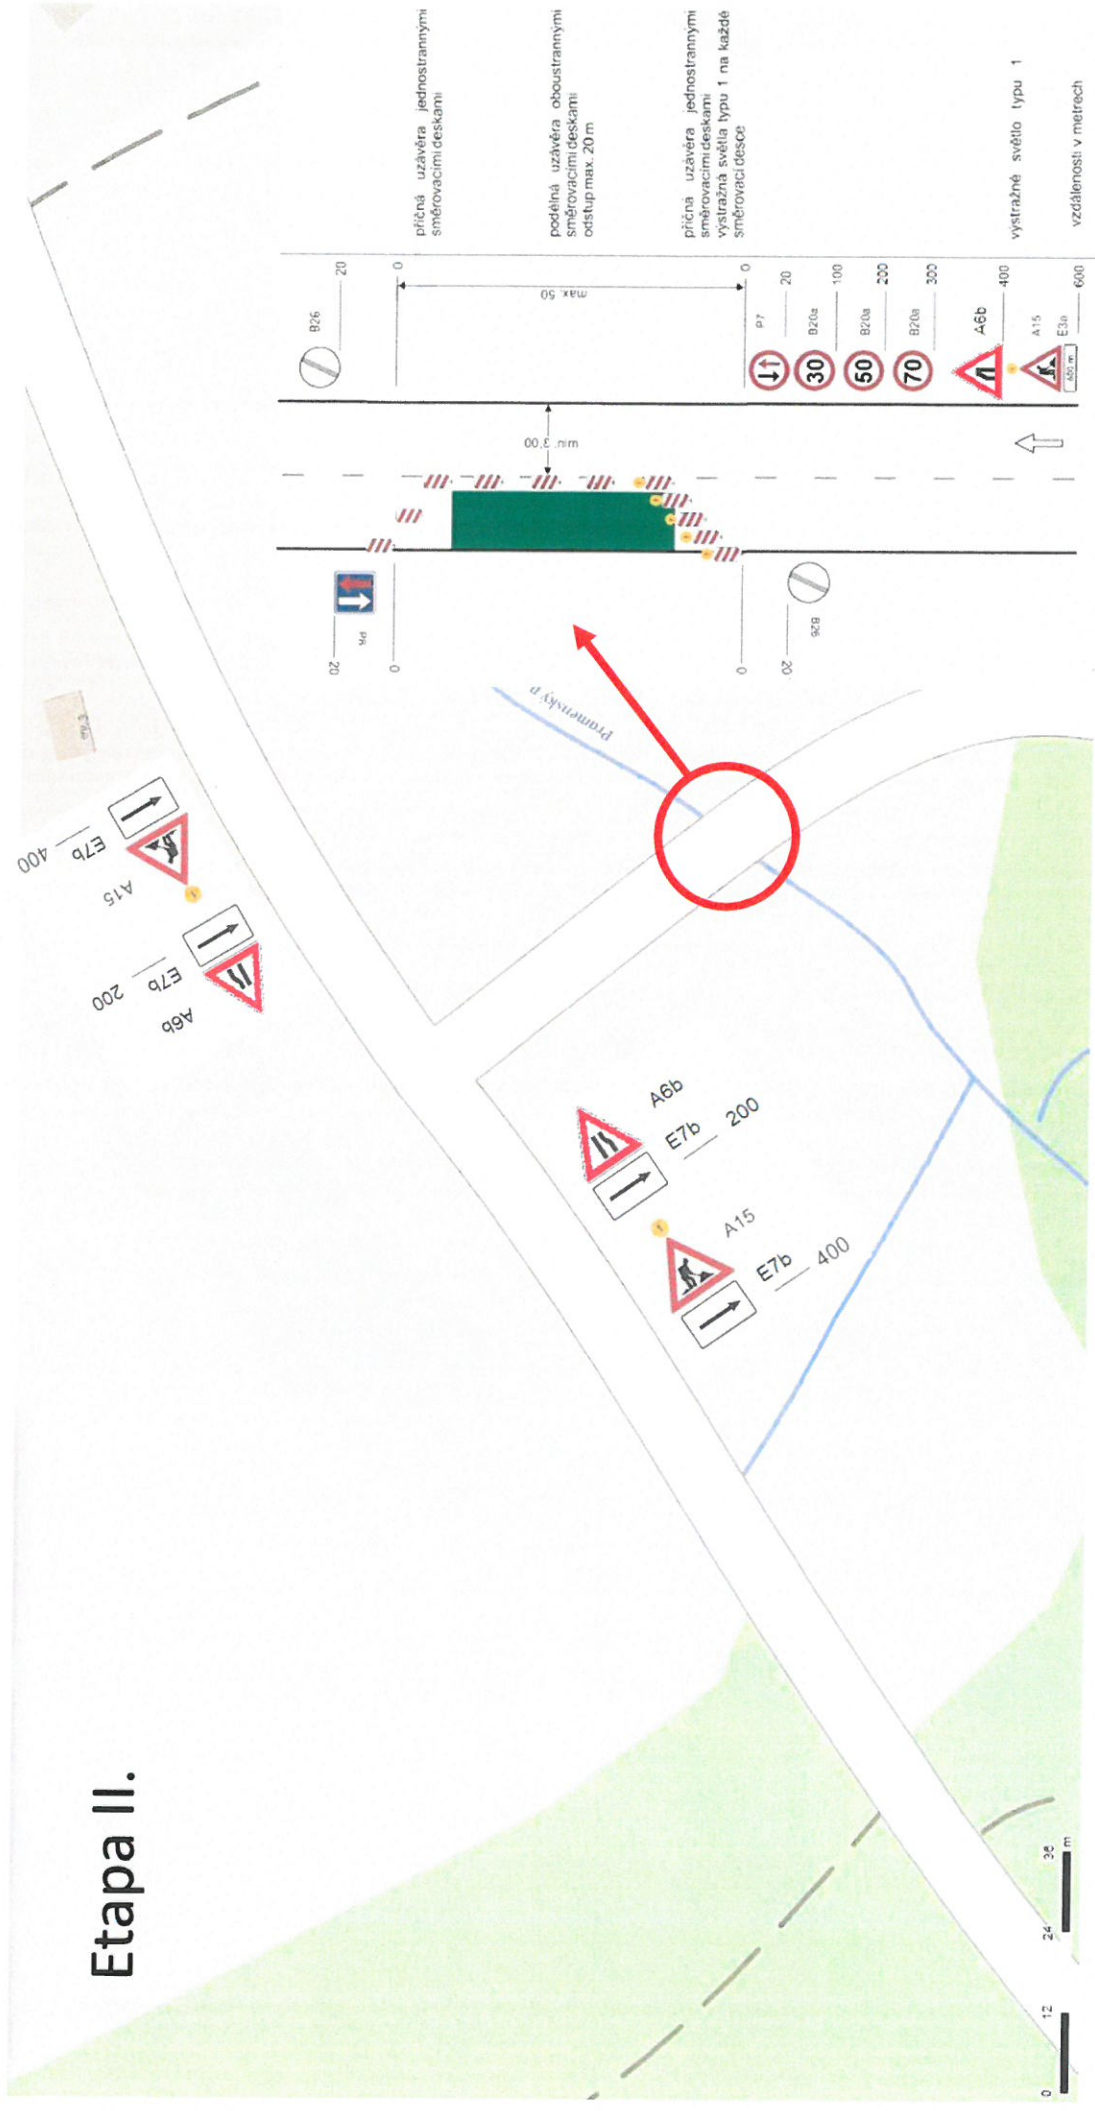 Etapa II.
400
E7b
A15
200
E7b
A6b
A6b
E7b
200
A15
E7b
400
Pramenský p
B26
20
0
max. 50
min. 3,00
příčná uzávěra jednostrannými
směrovacími deskami
podélná uzávěra oboustrannými
směrovacími deskami
odstup max. 20 m
příčná uzávěra jednostrannými
směrovacími deskami
výstražná světla typu 1 na každé
směrovací desce
P6
20
0
0
20
B26
0
P7
20
30
B20a
100
50
B20a
200
70
B20a
300
A6b
400
A15
výstražné světlo typu 1
600 m
E3a
600
vzdálenosti v metrech
0
12
24
36
m